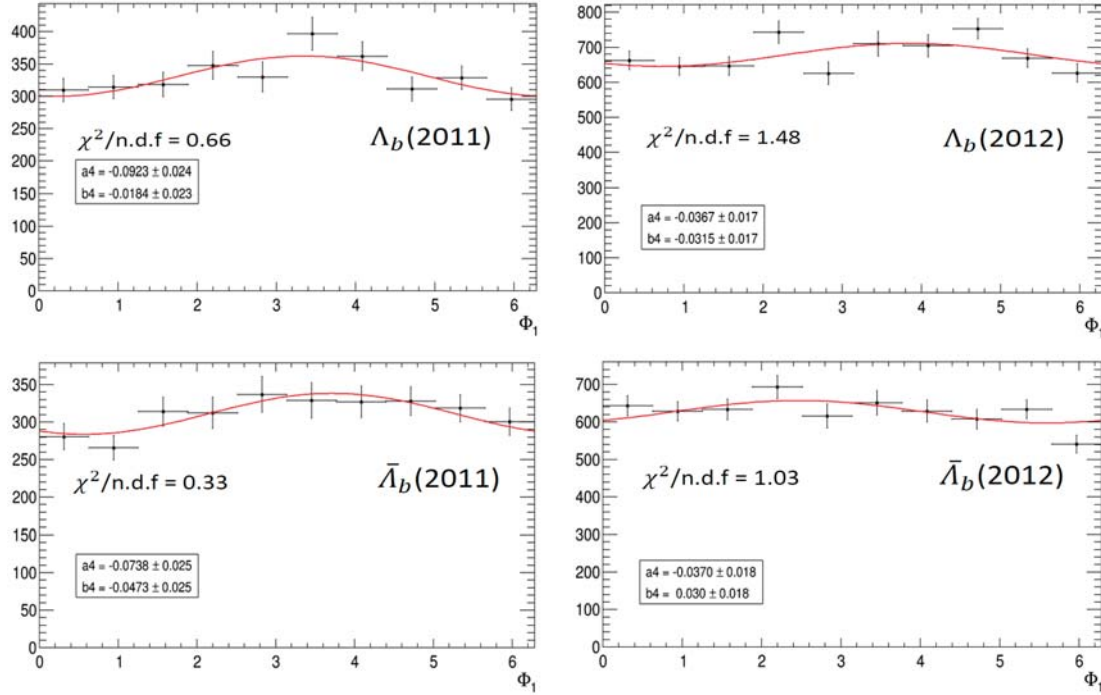 400
350
300
250
200
150
100
50
0
χ²/n.d.f = 0.66
Λb(2011)
a4 = -0.0923 ± 0.024
b4 = -0.0184 ± 0.023
0 1 2 3 4 5 6
Φ1
800
700
600
500
400
300
200
100
0
χ²/n.d.f = 1.48
Λb(2012)
a4 = -0.0367 ± 0.017
b4 = -0.0315 ± 0.017
0 1 2 3 4 5 6
Φ1
350
300
250
200
150
100
50
0
χ²/n.d.f = 0.33
Λ̄b(2011)
a4 = -0.0738 ± 0.025
b4 = -0.0473 ± 0.025
0 1 2 3 4 5 6
Φ1
700
600
500
400
300
200
100
0
χ²/n.d.f = 1.03
Λ̄b(2012)
a4 = -0.0370 ± 0.018
b4 = 0.030 ± 0.018
0 1 2 3 4 5 6
Φ1